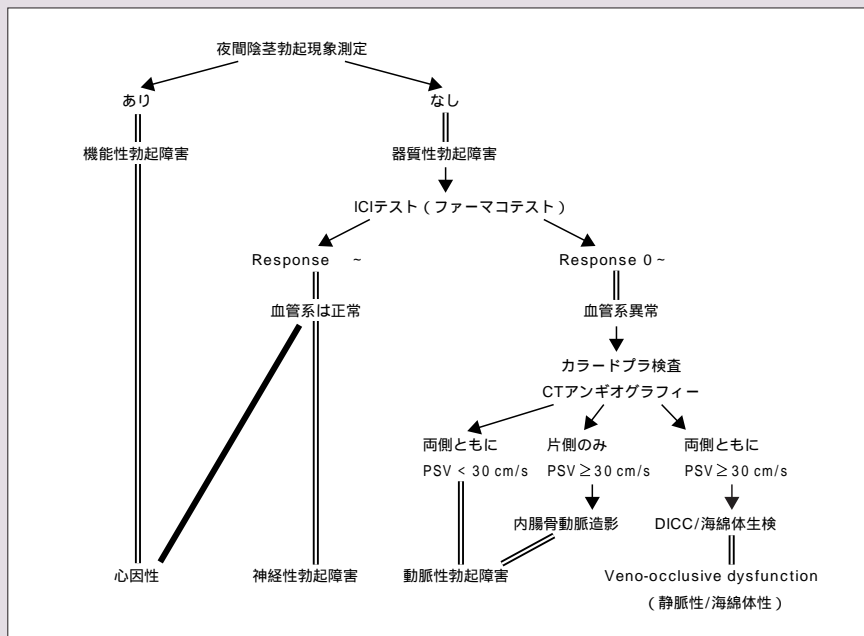 夜間陰茎勃起現象測定
あり
なし
機能性勃起障害
器質性勃起障害
ICIテスト(ファーマコテスト)
Response ~
Response 0 ~
血管系は正常
血管系異常
カラードプラ検査
CTアンギオグラフィー
両側ともに
PSV < 30 cm/s
片側のみ
PSV≧30 cm/s
両側ともに
PSV≧30 cm/s
内腸骨動脈造影
DICC/海綿体生検
心因性
神経性勃起障害
動脈性勃起障害
Veno-occlusive dysfunction
(静脈性/海綿体性)